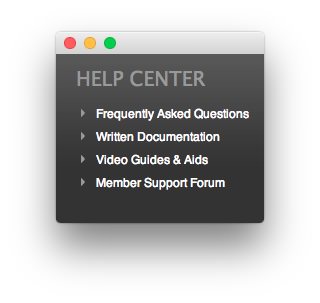 HELP CENTER
Frequently Asked Questions
Written Documentation
Video Guides & Aids
Member Support Forum